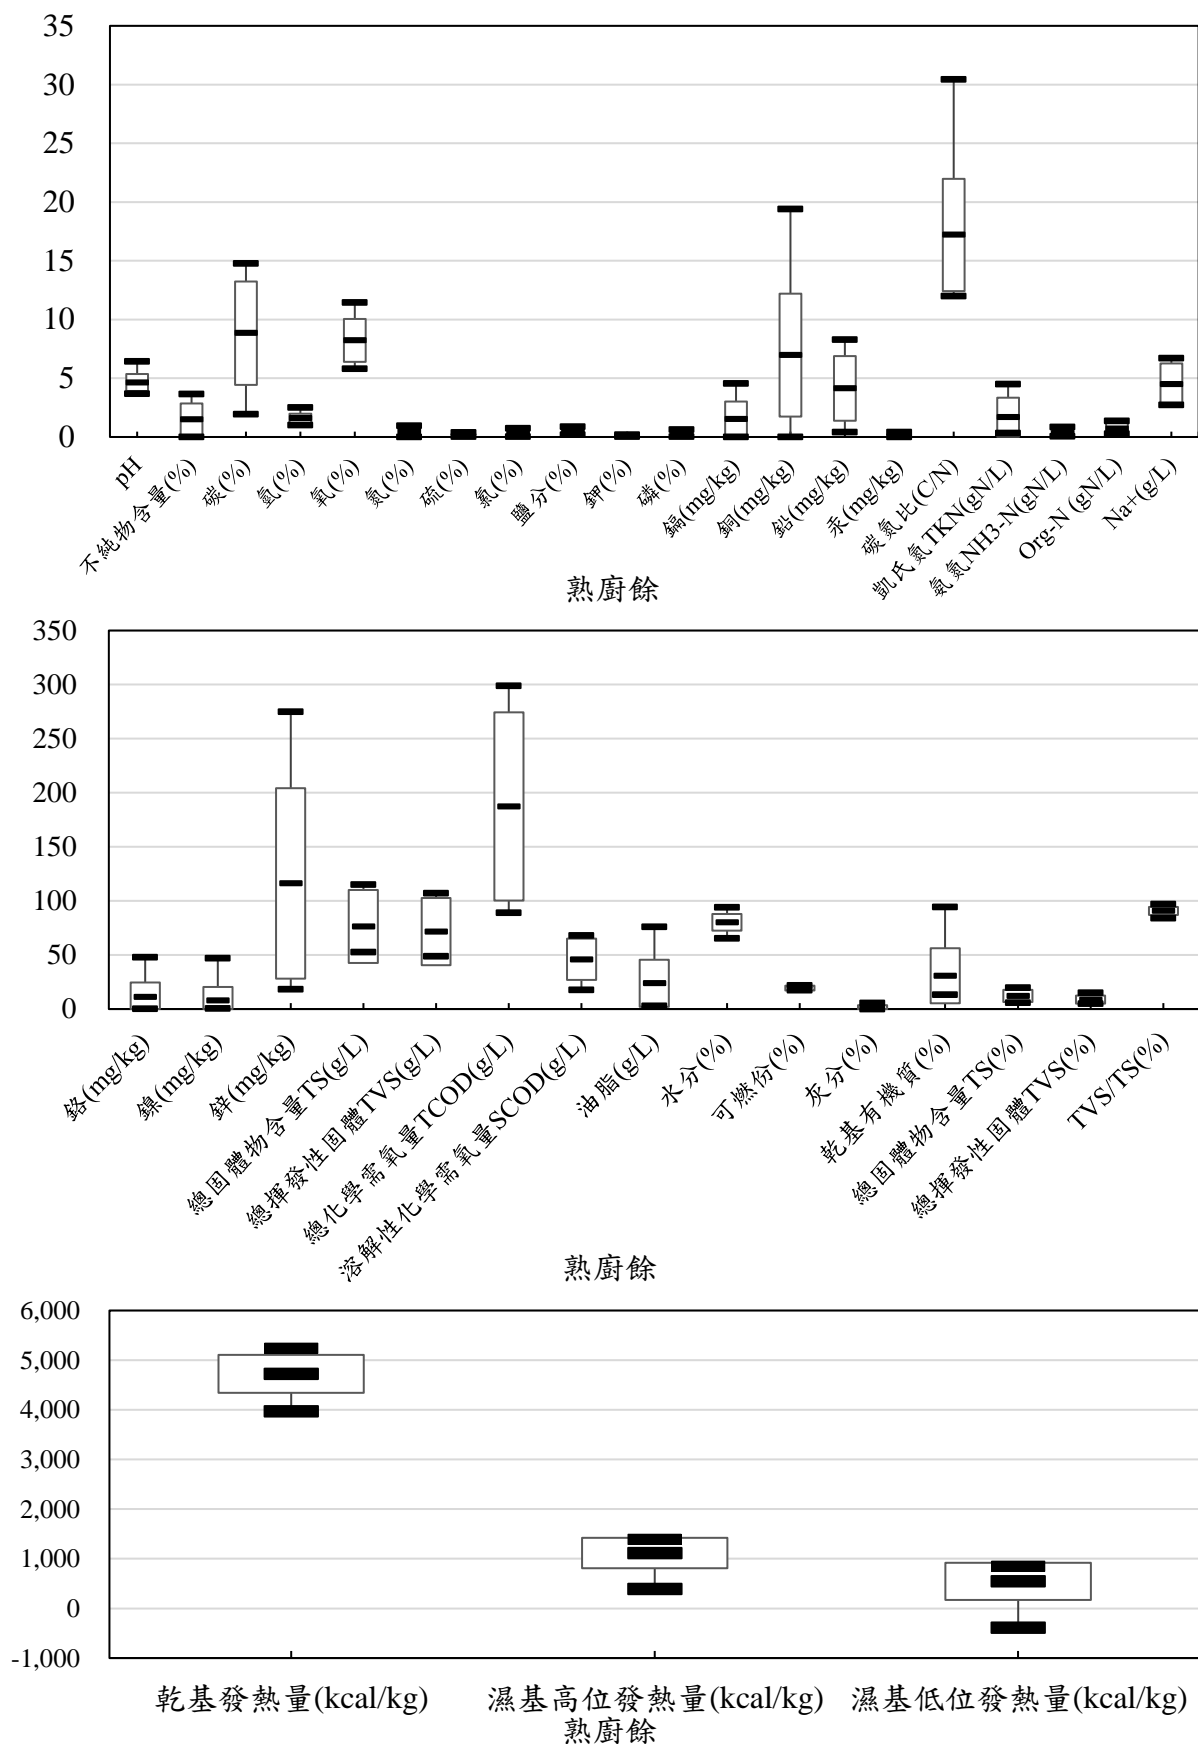 35
30
25
20
15
10
5
0
pH
不純物含量(%)
碳(%)
氫(%)
氧(%)
氮(%)
硫(%)
氯(%)
鹽分(%)
鉀(%)
磷(%)
鎘(mg/kg)
銅(mg/kg)
鉛(mg/kg)
汞(mg/kg)
碳氮比(C/N)
凱氏氮TKN(gN/L)
氨氮NH3-N(gN/L)
Org-N (gN/L)
Na+(g/L)
熟廚餘
350
300
250
200
150
100
50
0
鉻(mg/kg)
鎳(mg/kg)
鋅(mg/kg)
總固體物含量TS(g/L)
總揮發性固體TVS(g/L)
總化學需氧量TCOD(g/L)
溶解性化學需氧量SCOD(g/L)
油脂(g/L)
水分(%)
可燃份(%)
灰分(%)
乾基有機質(%)
總固體物含量TS(%)
總揮發性固體TVS(%)
TVS/TS(%)
熟廚餘
6,000
5,000
4,000
3,000
2,000
1,000
0
-1,000
乾基發熱量(kcal/kg)
濕基高位發熱量(kcal/kg)
濕基低位發熱量(kcal/kg)
熟廚餘